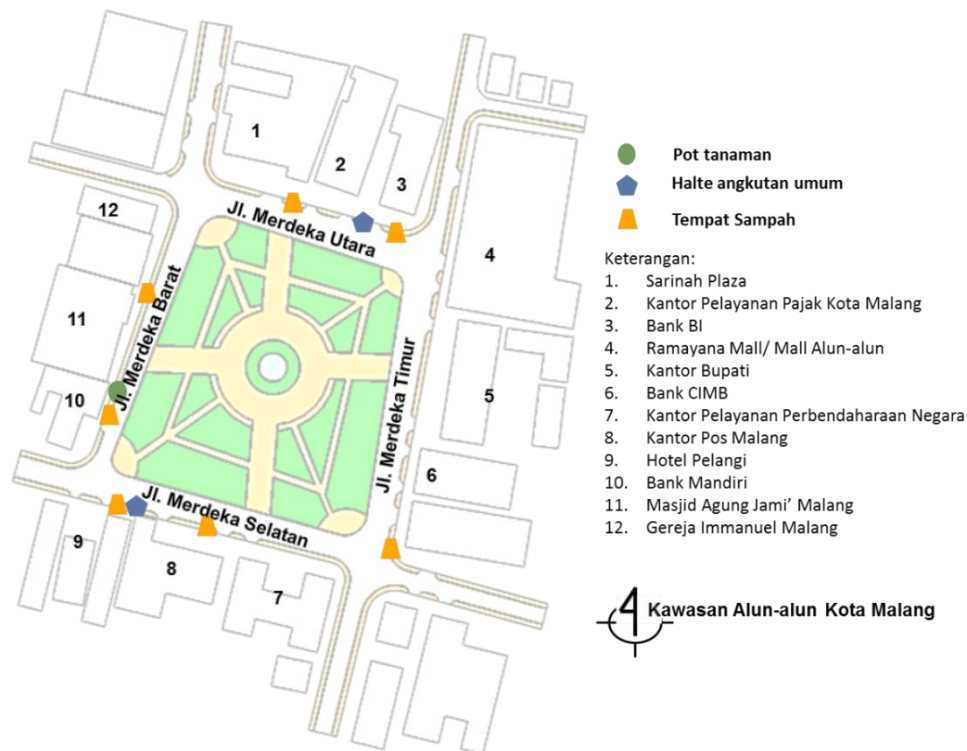 1
2
3
Jl. Merdeka Utara
12
4
Jl. Merdeka Barat
11
Jl. Merdeka Timur
10
5
6
Jl. Merdeka Selatan
9
8
7
Pot tanaman
Halte angkutan umum
Tempat Sampah
Keterangan:
1. Sarinah Plaza
2. Kantor Pelayanan Pajak Kota Malang
3. Bank BI
4. Ramayana Mall/ Mall Alun-alun
5. Kantor Bupati
6. Bank CIMB
7. Kantor Pelayanan Perbendaharaan Negara
8. Kantor Pos Malang
9. Hotel Pelangi
10. Bank Mandiri
11. Masjid Agung Jami’ Malang
12. Gereja Immanuel Malang
Kawasan Alun-alun Kota Malang